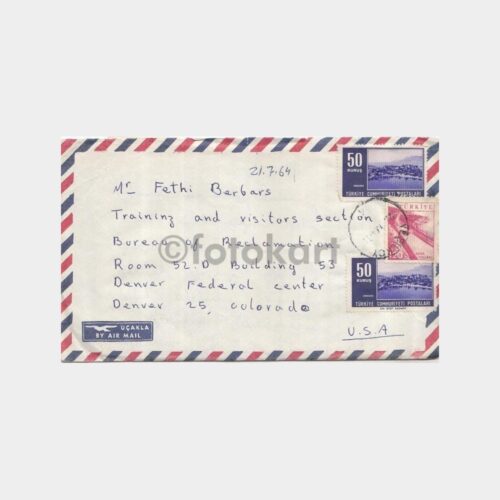 21.7.64
Mr Fethi Berbars
Training and visitors section
Bureau of Reclamation
Room 52.D Building 53
Denver Federal center
Denver 25, colorado
U.S.A
UÇAKLA
BY AIR MAIL
50
KURUŞ
TÜRKİYE CUMHURİYETİ POSTALARI
TÜRKİYE
20
50
KURUŞ
TÜRKİYE CUMHURİYETİ POSTALARI
©fotokart